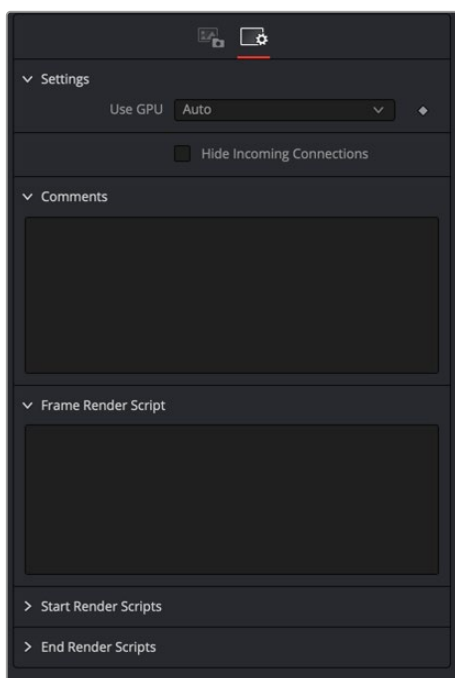 Settings
Use GPU Auto
Hide Incoming Connections
Comments
Frame Render Script
Start Render Scripts
End Render Scripts